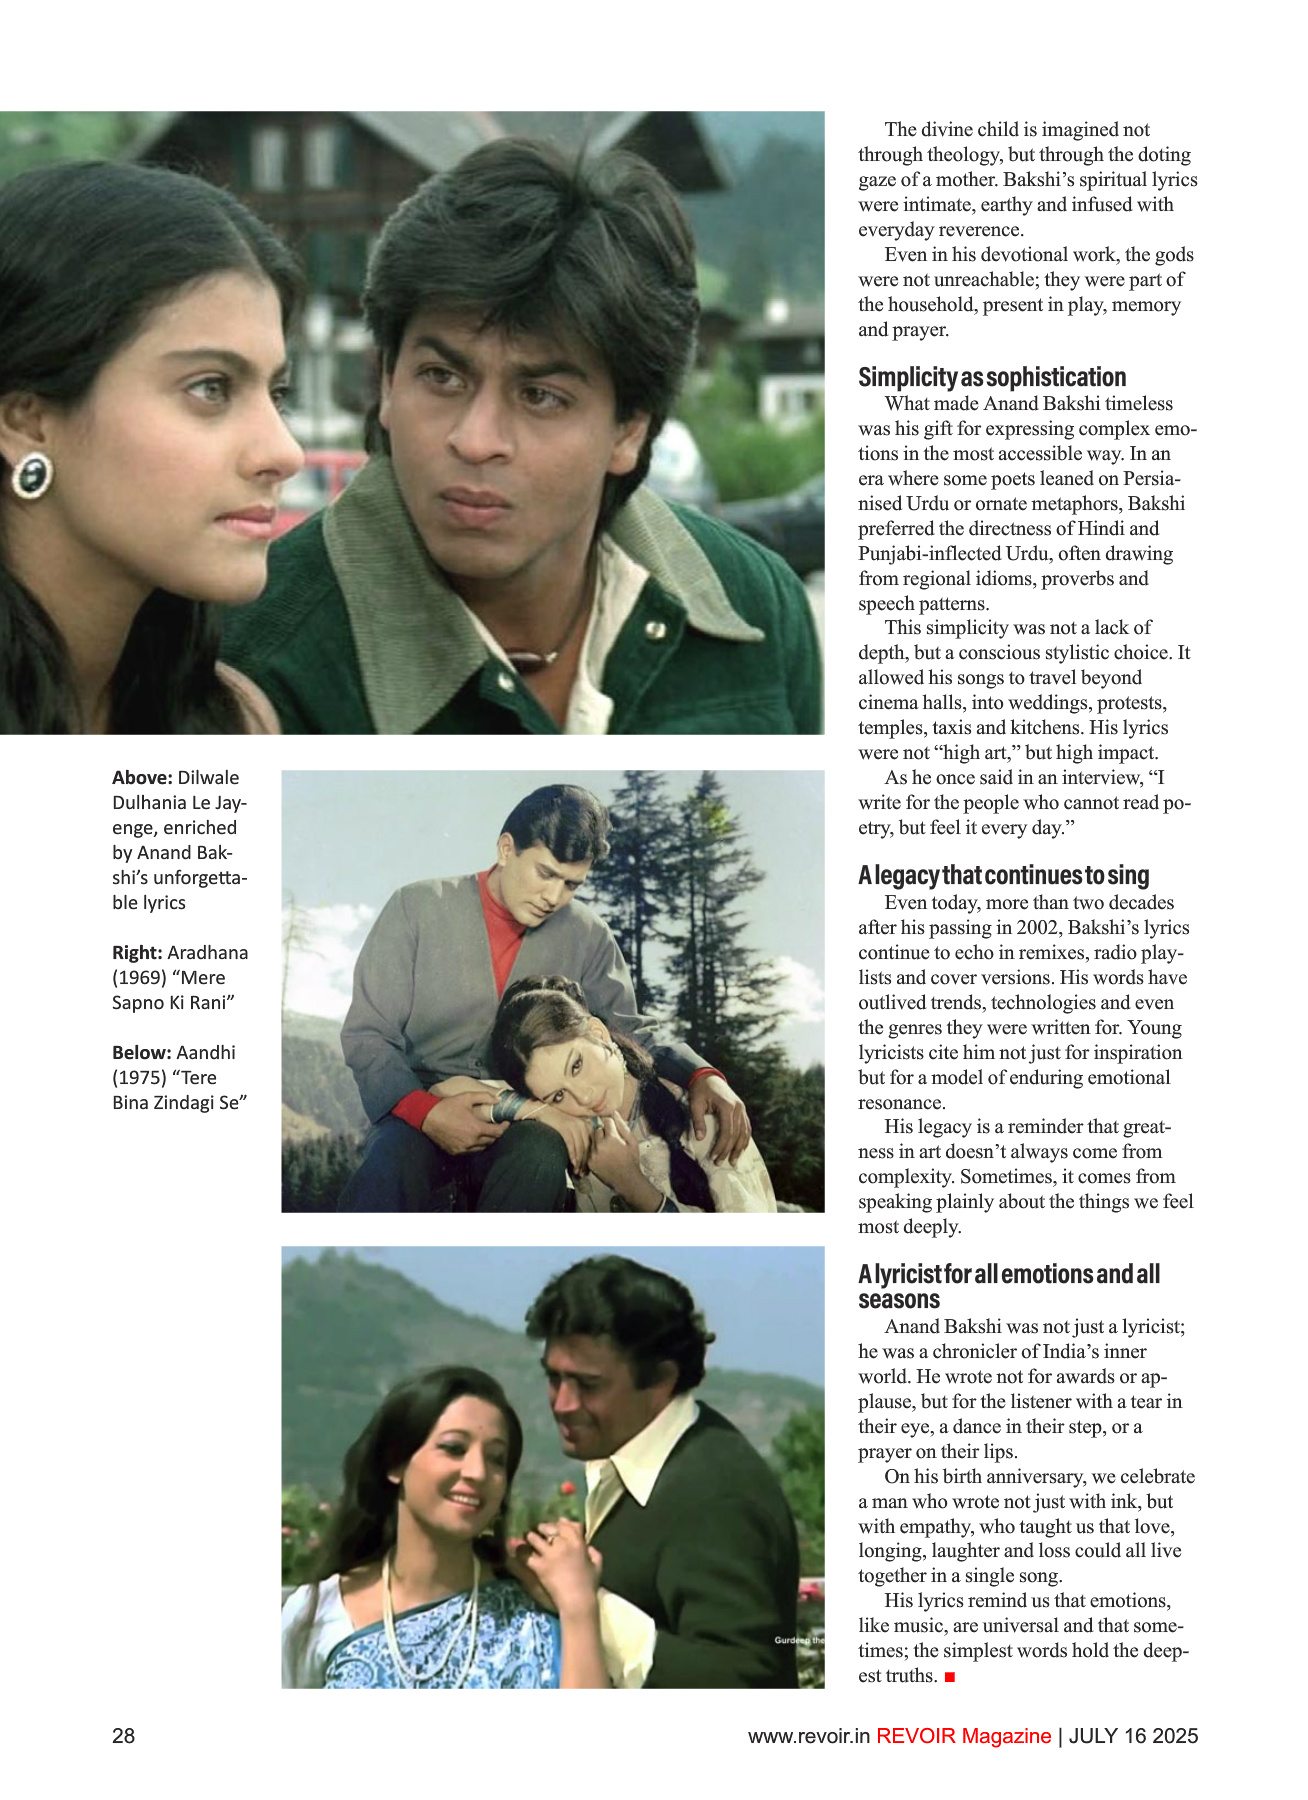 The divine child is imagined not
through theology, but through the doting
gaze of a mother. Bakshi’s spiritual lyrics
were intimate, earthy and infused with
everyday reverence.
Even in his devotional work, the gods
were not unreachable; they were part of
the household, present in play, memory
and prayer.
Simplicity as sophistication
What made Anand Bakshi timeless
was his gift for expressing complex emo-
tions in the most accessible way. In an
era where some poets leaned on Persia-
nised Urdu or ornate metaphors, Bakshi
preferred the directness of Hindi and
Punjabi-inflected Urdu, often drawing
from regional idioms, proverbs and
speech patterns.
This simplicity was not a lack of
depth, but a conscious stylistic choice. It
allowed his songs to travel beyond
cinema halls, into weddings, protests,
temples, taxis and kitchens. His lyrics
were not “high art,” but high impact.
As he once said in an interview, “I
write for the people who cannot read po-
etry, but feel it every day.”
A legacy that continues to sing
Even today, more than two decades
after his passing in 2002, Bakshi’s lyrics
continue to echo in remixes, radio play-
lists and cover versions. His words have
outlived trends, technologies and even
the genres they were written for. Young
lyricists cite him not just for inspiration
but for a model of enduring emotional
resonance.
His legacy is a reminder that great-
ness in art doesn’t always come from
complexity. Sometimes, it comes from
speaking plainly about the things we feel
most deeply.
A lyricist for all emotions and all
seasons
Anand Bakshi was not just a lyricist;
he was a chronicler of India’s inner
world. He wrote not for awards or ap-
plause, but for the listener with a tear in
their eye, a dance in their step, or a
prayer on their lips.
On his birth anniversary, we celebrate
a man who wrote not just with ink, but
with empathy, who taught us that love,
longing, laughter and loss could all live
together in a single song.
His lyrics remind us that emotions,
like music, are universal and that some-
times; the simplest words hold the deep-
est truths.
Above: Dilwale
Dulhania Le Jay-
enge, enriched
by Anand Bak-
shi’s unforgetta-
ble lyrics
Right: Aradhana
(1969) “Mere
Sapno Ki Rani”
Below: Aandhi
(1975) “Tere
Bina Zindagi Se”
Gurdeep the
28
www.revoir.in REVOIR Magazine | JULY 16 2025